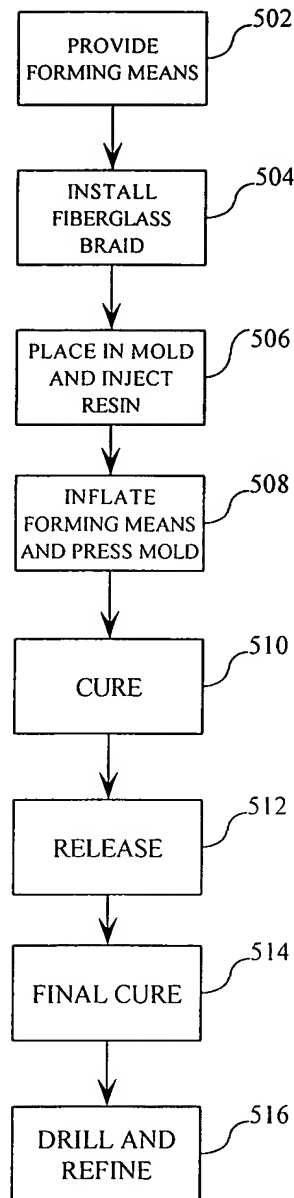 502
PROVIDE
FORMING MEANS
504
INSTALL
FIBERGLASS
BRAID
506
PLACE IN MOLD
AND INJECT
RESIN
508
INFLATE
FORMING MEANS
AND PRESS MOLD
510
CURE
512
RELEASE
514
FINAL CURE
516
DRILL AND
REFINE